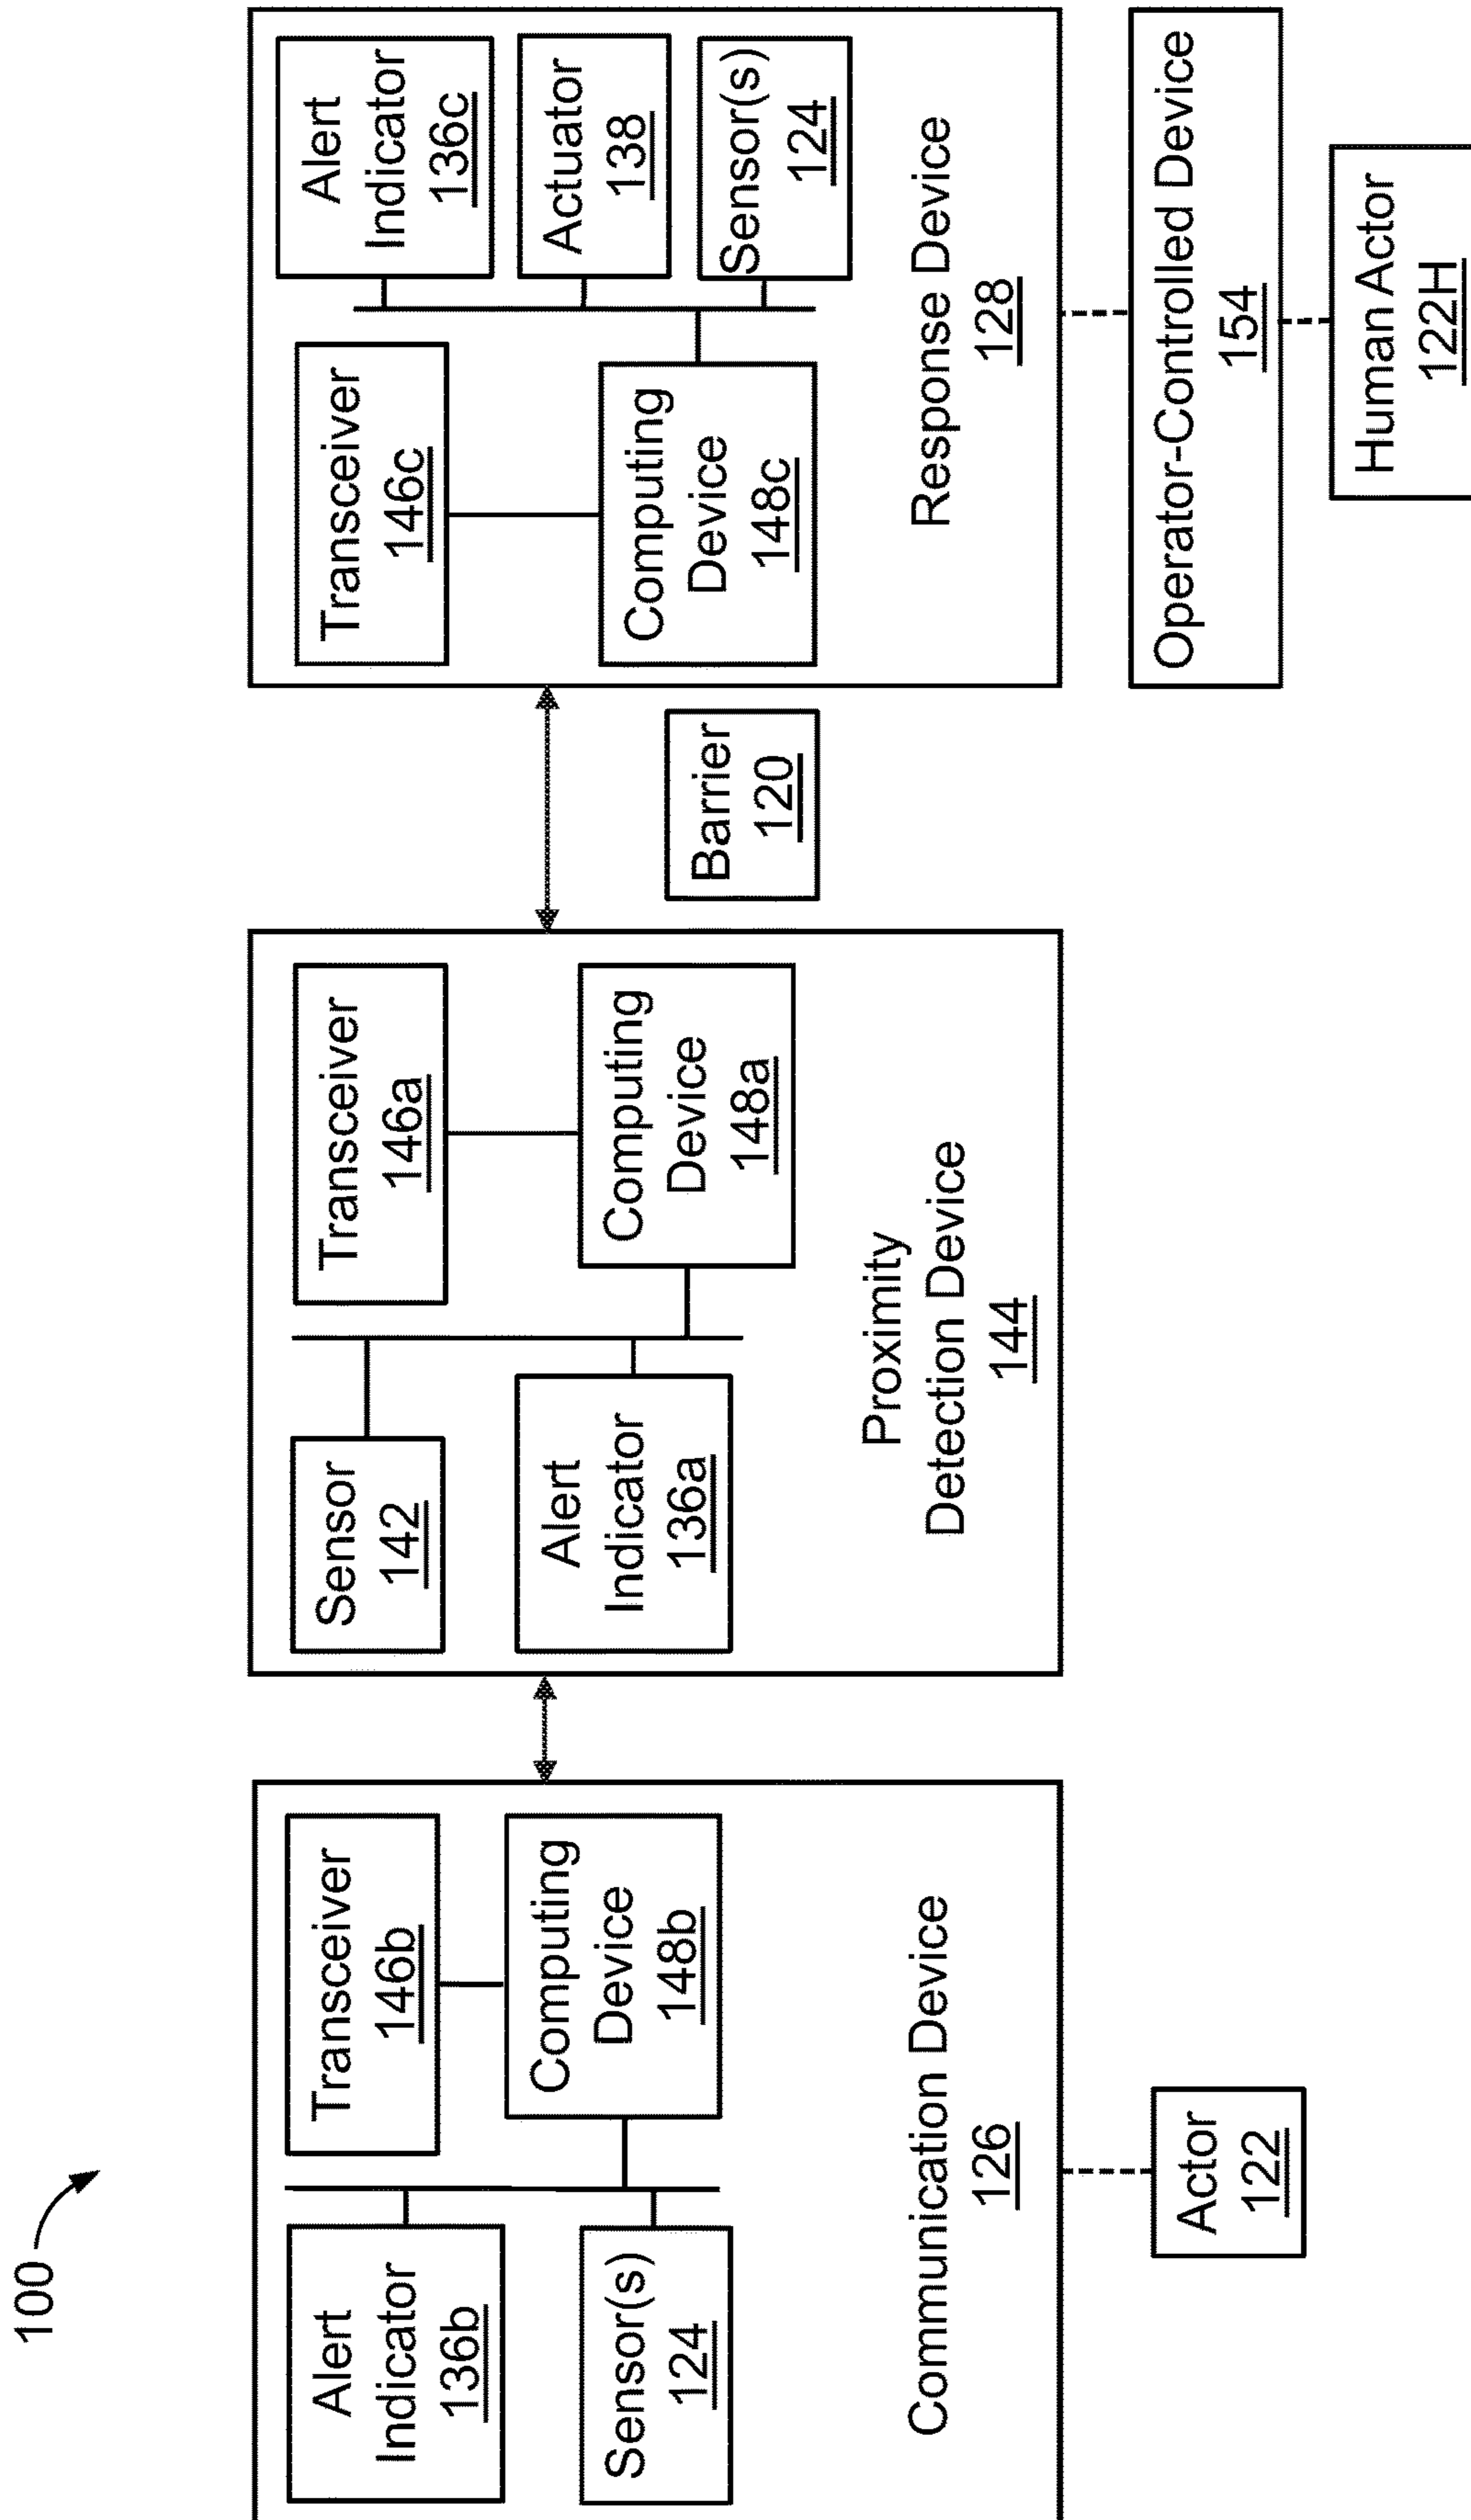 100
Alert
Indicator
136b
Transceiver
146b
Sensor(s)
124
Computing
Device
148b
Communication Device
126
Actor
122
Sensor
142
Transceiver
146a
Alert
Indicator
136a
Computing
Device
148a
Proximity
Detection Device
144
Barrier
120
Transceiver
146c
Alert
Indicator
136c
Actuator
138
Computing
Device
148c
Sensor(s)
124
Response Device
128
Operator-Controlled Device
154
Human Actor
122H